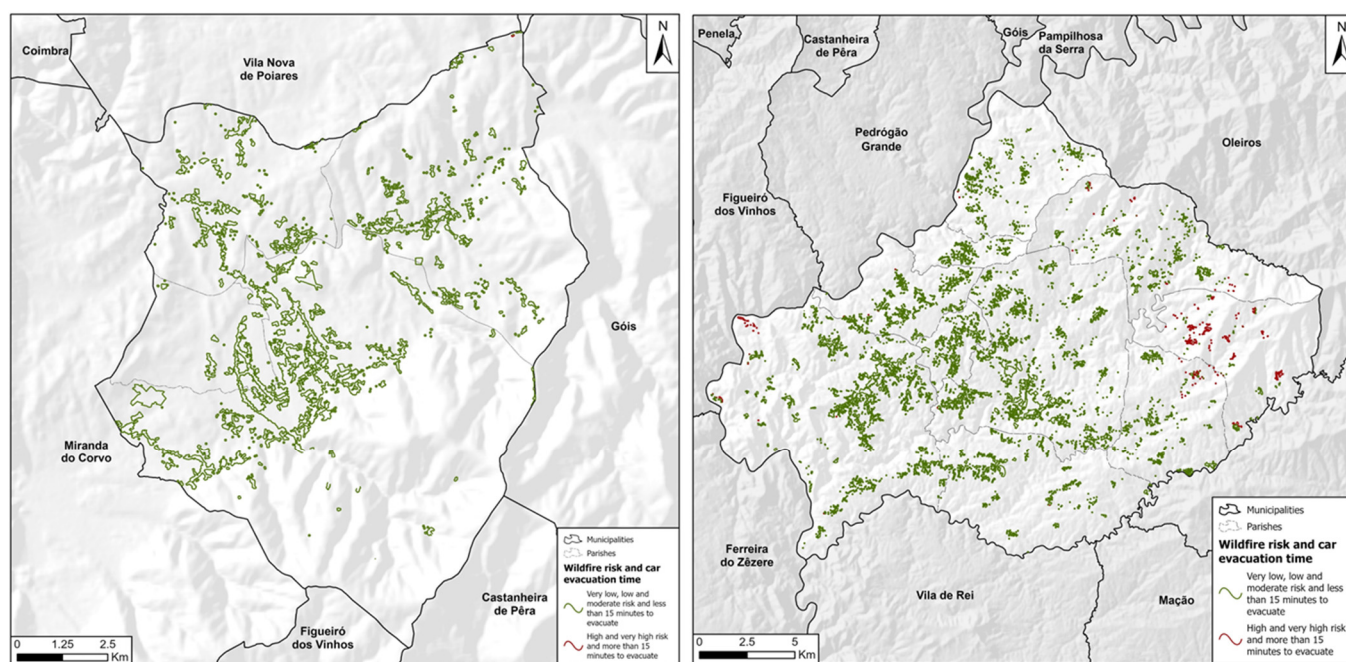 Coimbra
Vila Nova
de Poiares
N
Góis
Miranda
do Corvo
Castanheira
de Pêra
Figueiró
dos Vinhos
0 1.25 2.5
Km
Municipalities
Parishes
Wildfire risk and car
evacuation time
Very low, low and
moderate risk and less
than 15 minutes to
evacuate
High and very high risk
and more than 15
minutes to evacuate
Penela
Castanheira
de Pêra
Góis
Pampilhosa
da Serra
N
Pedrógão
Grande
Oleiros
Figueiró
dos Vinhos
Ferreira
do Zêzere
Vila de Rei
Mação
0 2.5 5
Km
Municipalities
Parishes
Wildfire risk and car
evacuation time
Very low, low and
moderate risk and less
than 15 minutes to
evacuate
High and very high risk
and more than 15
minutes to evacuate